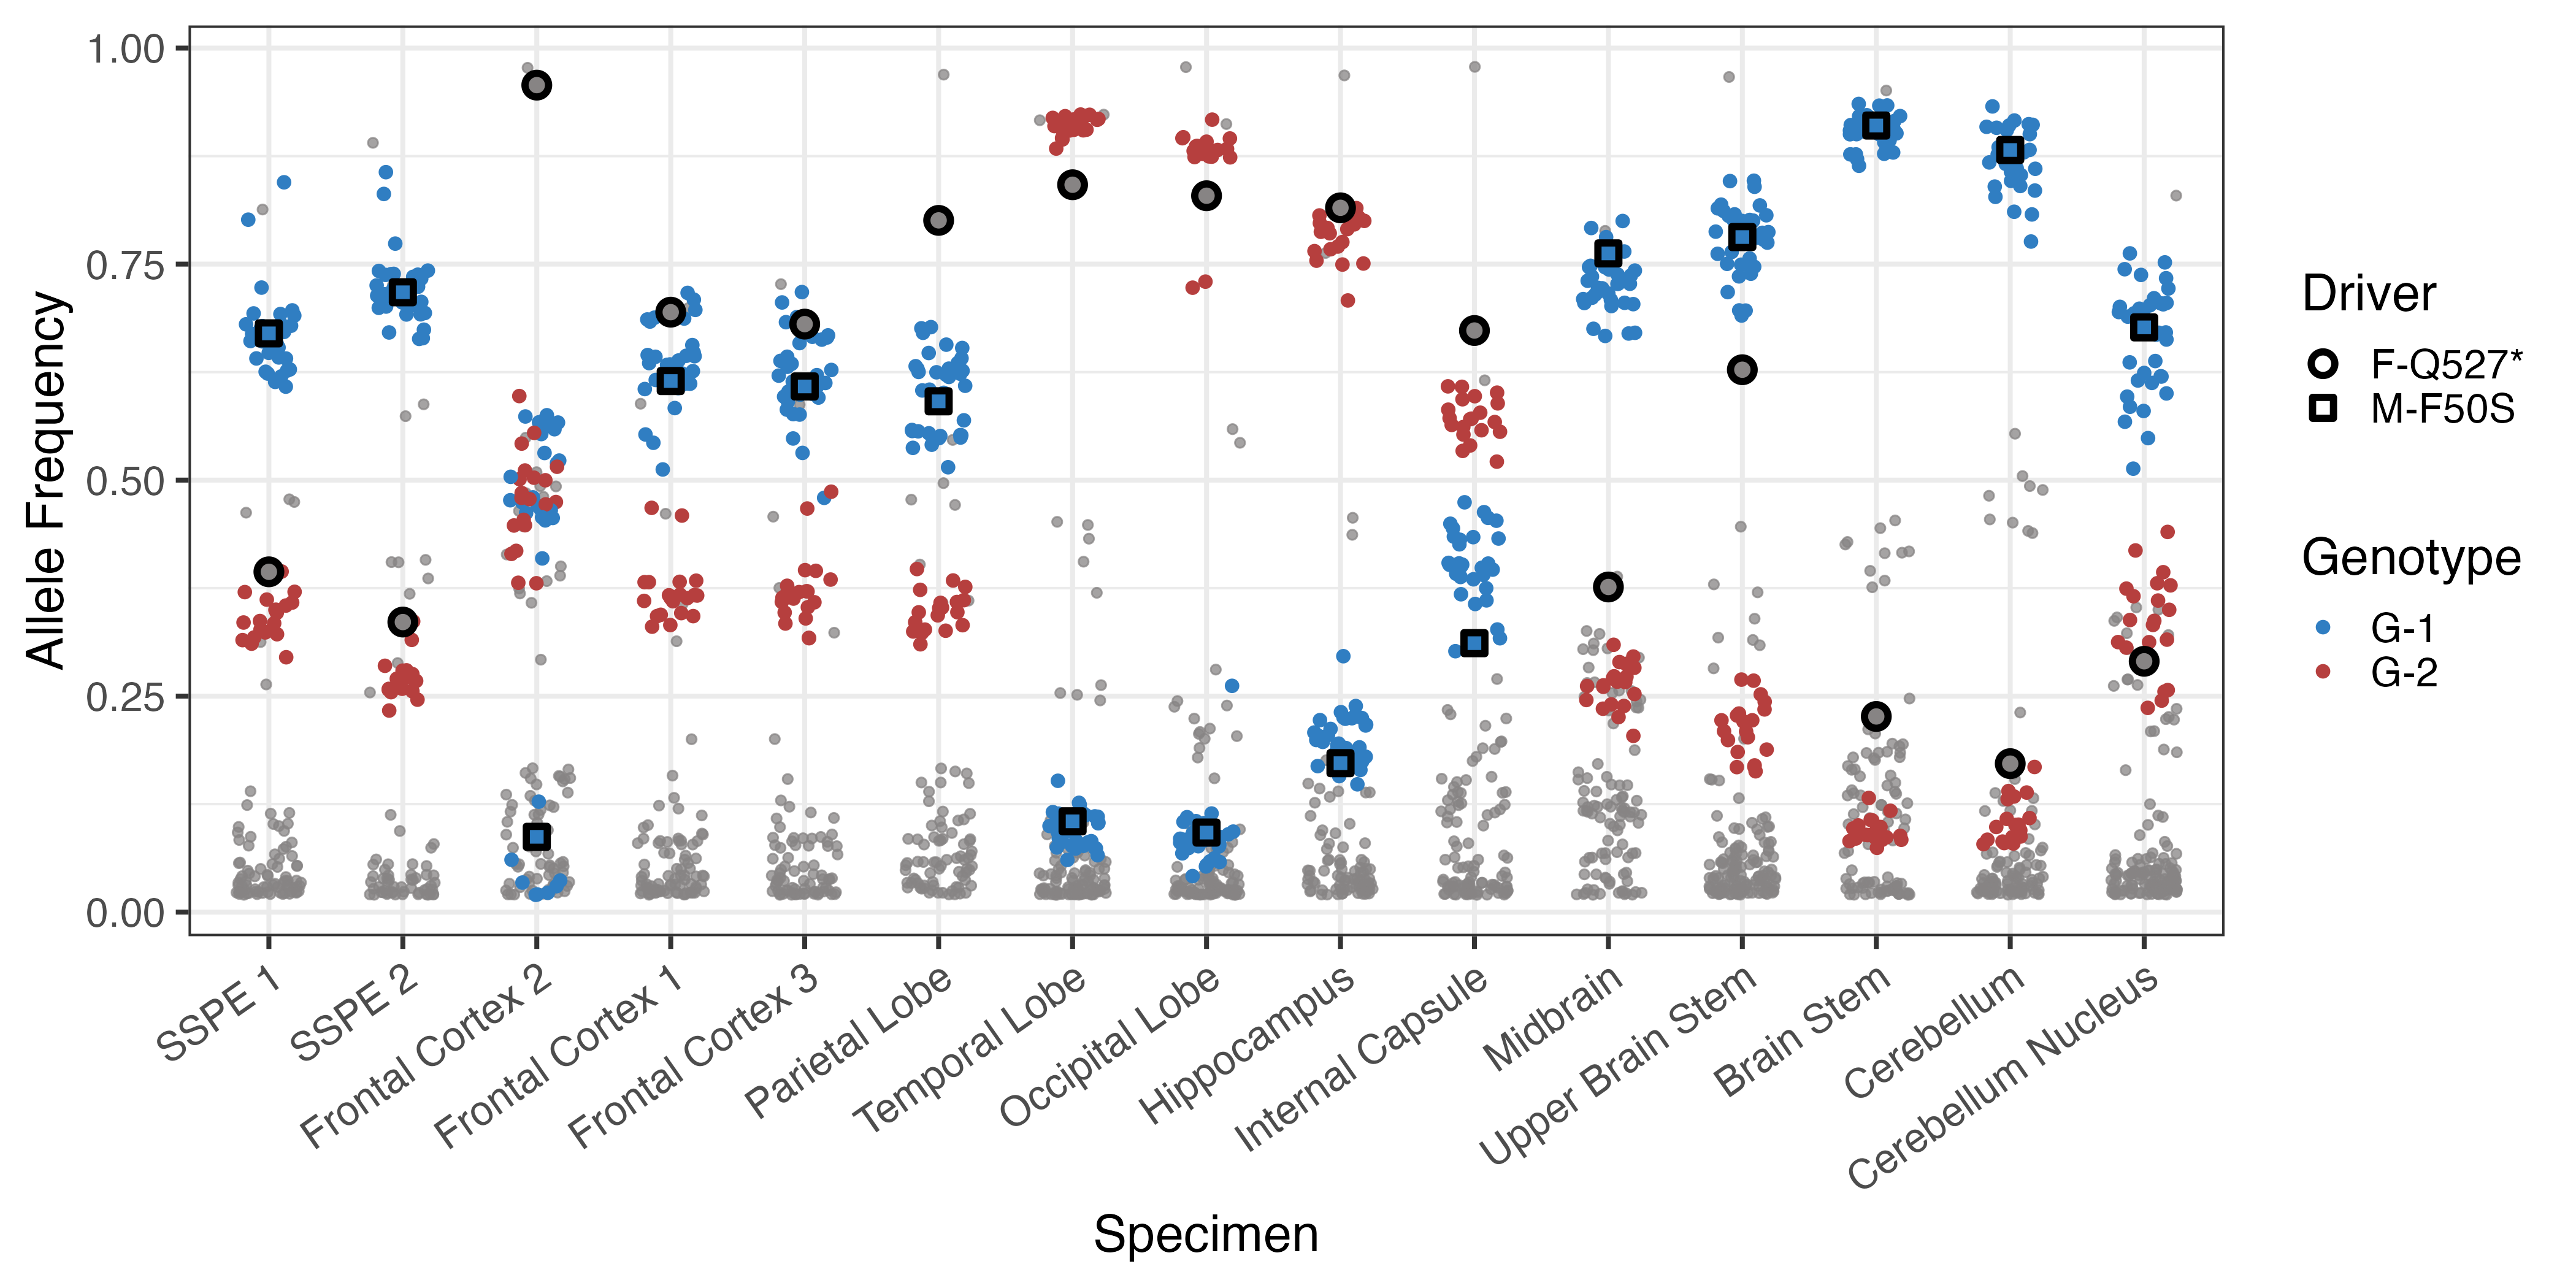 Allele Frequency
1.00
0.75
0.50
0.25
0.00
SSPE 1
SSPE 2
Frontal Cortex 2
Frontal Cortex 1
Frontal Cortex 3
Parietal Lobe
Temporal Lobe
Occipital Lobe
Hippocampus
Internal Capsule
Midbrain
Upper Brain Stem
Brain Stem
Cerebellum
Cerebellum Nucleus
Specimen
Driver
F-Q527*
M-F50S
Genotype
G-1
G-2